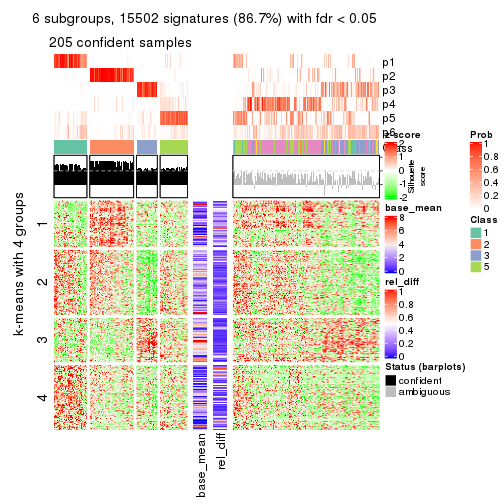 6 subgroups, 15502 signatures (86.7%) with fdr < 0.05
205 confident samples
p1
p2
p3
p4
p5
p6
z-score
2
1
0
-1
-2
Silhouette
score
Prob
1
0.8
0.6
0.4
0.2
0
Class
1
2
3
5
base_mean
8
6
4
2
0
rel_diff
1
0.8
0.6
0.4
0.2
0
Status (barplots)
confident
ambiguous
k-means with 4 groups
1
2
3
4
base_mean
rel_diff